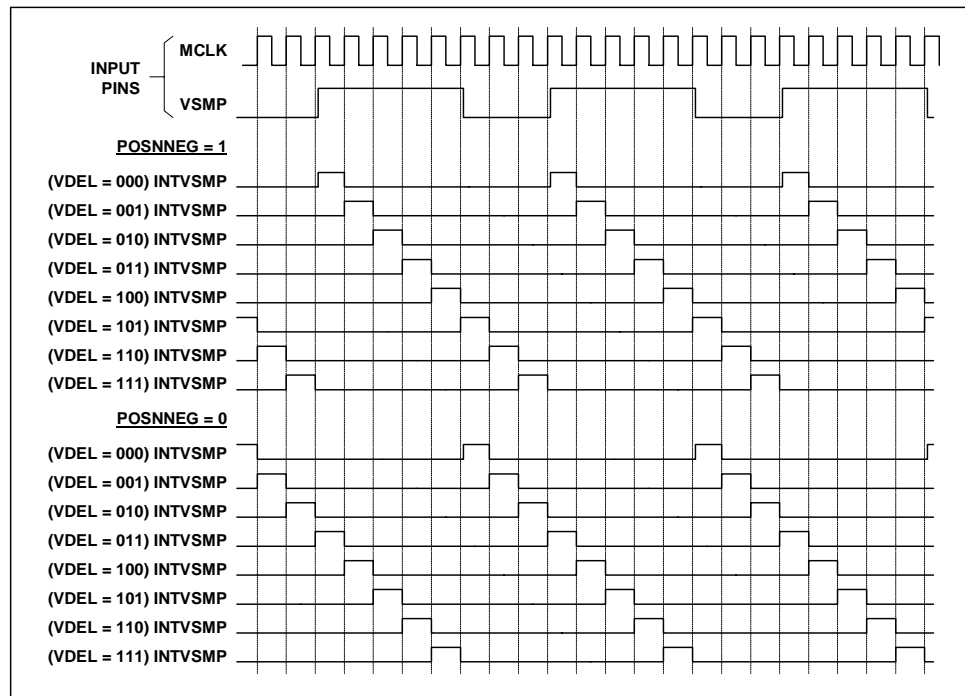 MCLK
INPUT
PINS
VSMP
POSNNEG = 1
(VDEL = 000) INTVSMP
(VDEL = 001) INTVSMP
(VDEL = 010) INTVSMP
(VDEL = 011) INTVSMP
(VDEL = 100) INTVSMP
(VDEL = 101) INTVSMP
(VDEL = 110) INTVSMP
(VDEL = 111) INTVSMP
POSNNEG = 0
(VDEL = 000) INTVSMP
(VDEL = 001) INTVSMP
(VDEL = 010) INTVSMP
(VDEL = 011) INTVSMP
(VDEL = 100) INTVSMP
(VDEL = 101) INTVSMP
(VDEL = 110) INTVSMP
(VDEL = 111) INTVSMP